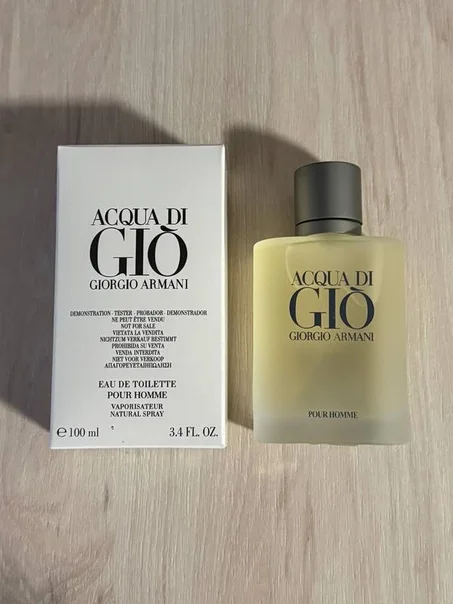 ACQUA DI
GIÒ
GIORGIO ARMANI
DEMONSTRATION - TESTER - PROBADOR - DEMONSTRADOR
NE PEUT ÊTRE VENDU
NOT FOR SALE
VIETATA LA VENDITA
NICHTZUM VERKAUF BESTIMMT
PROHIBIDA SU VENTA
VENDA INTERDITA
NIET VOOR VERKOOP
ΑΠΑΓΟΡΕΥΕΤΑΙΗΠΩΛΗΣΗ
EAU DE TOILETTE
POUR HOMME
VAPORISATEUR
NATURAL SPRAY
℮ 100 ml 3.4 FL. OZ.
ACQUA DI
GIÒ
GIORGIO ARMANI
POUR HOMME